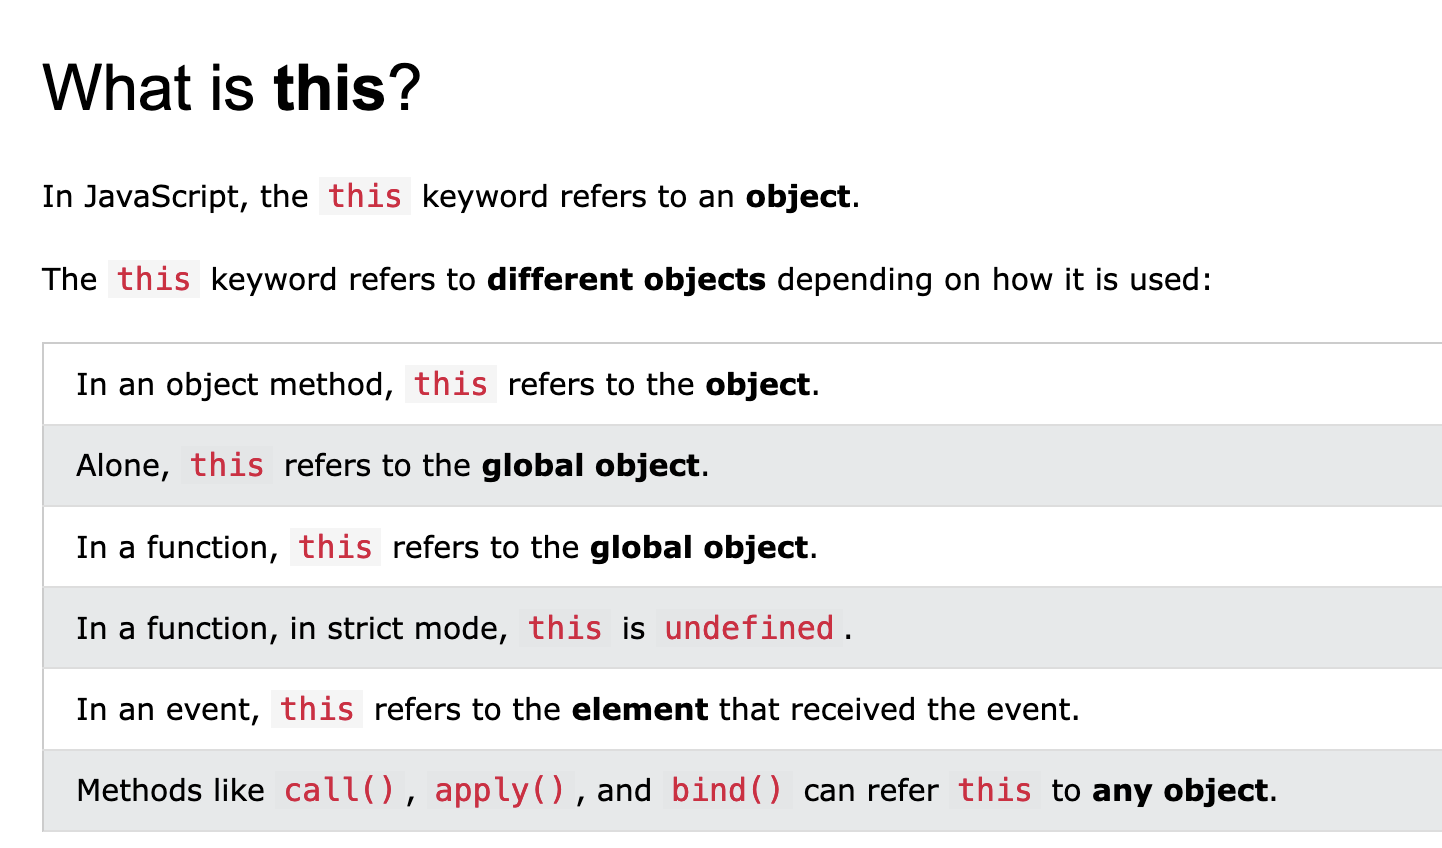 What is this?
In JavaScript, the this keyword refers to an object.
The this keyword refers to different objects depending on how it is used:
In an object method, this refers to the object.
Alone, this refers to the global object.
In a function, this refers to the global object.
In a function, in strict mode, this is undefined.
In an event, this refers to the element that received the event.
Methods like call(), apply(), and bind() can refer this to any object.